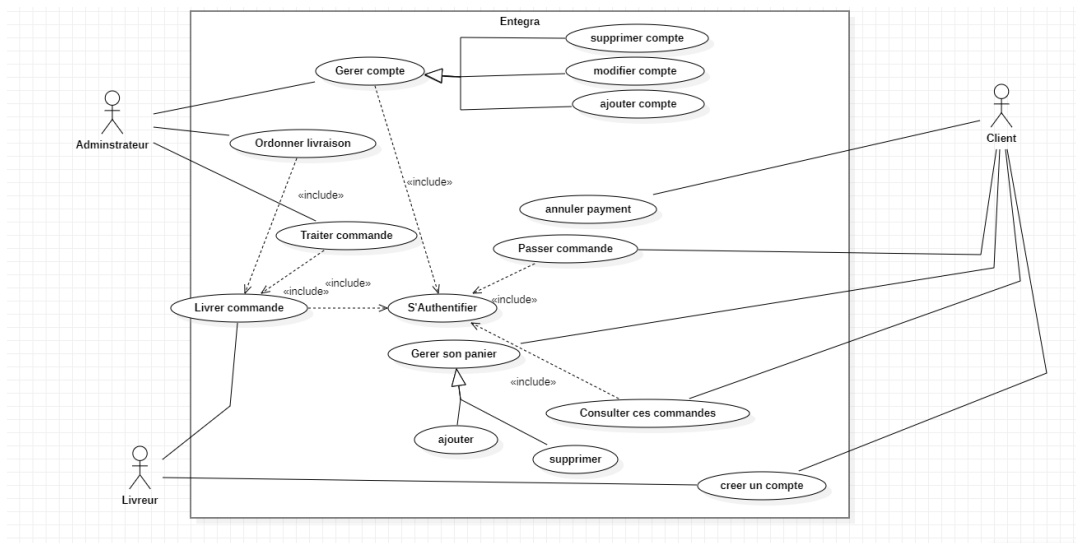 Entegra
supprimer compte
Gerer compte
modifier compte
ajouter compte
Adminstrateur
Ordonner livraison
Client
«include»
«include»
annuler payment
Traiter commande
Passer commande
«include»
«include»
«include»
Livrer commande
S'Authentifier
Gerer son panier
«include»
Consulter ces commandes
ajouter
supprimer
creer un compte
Livreur